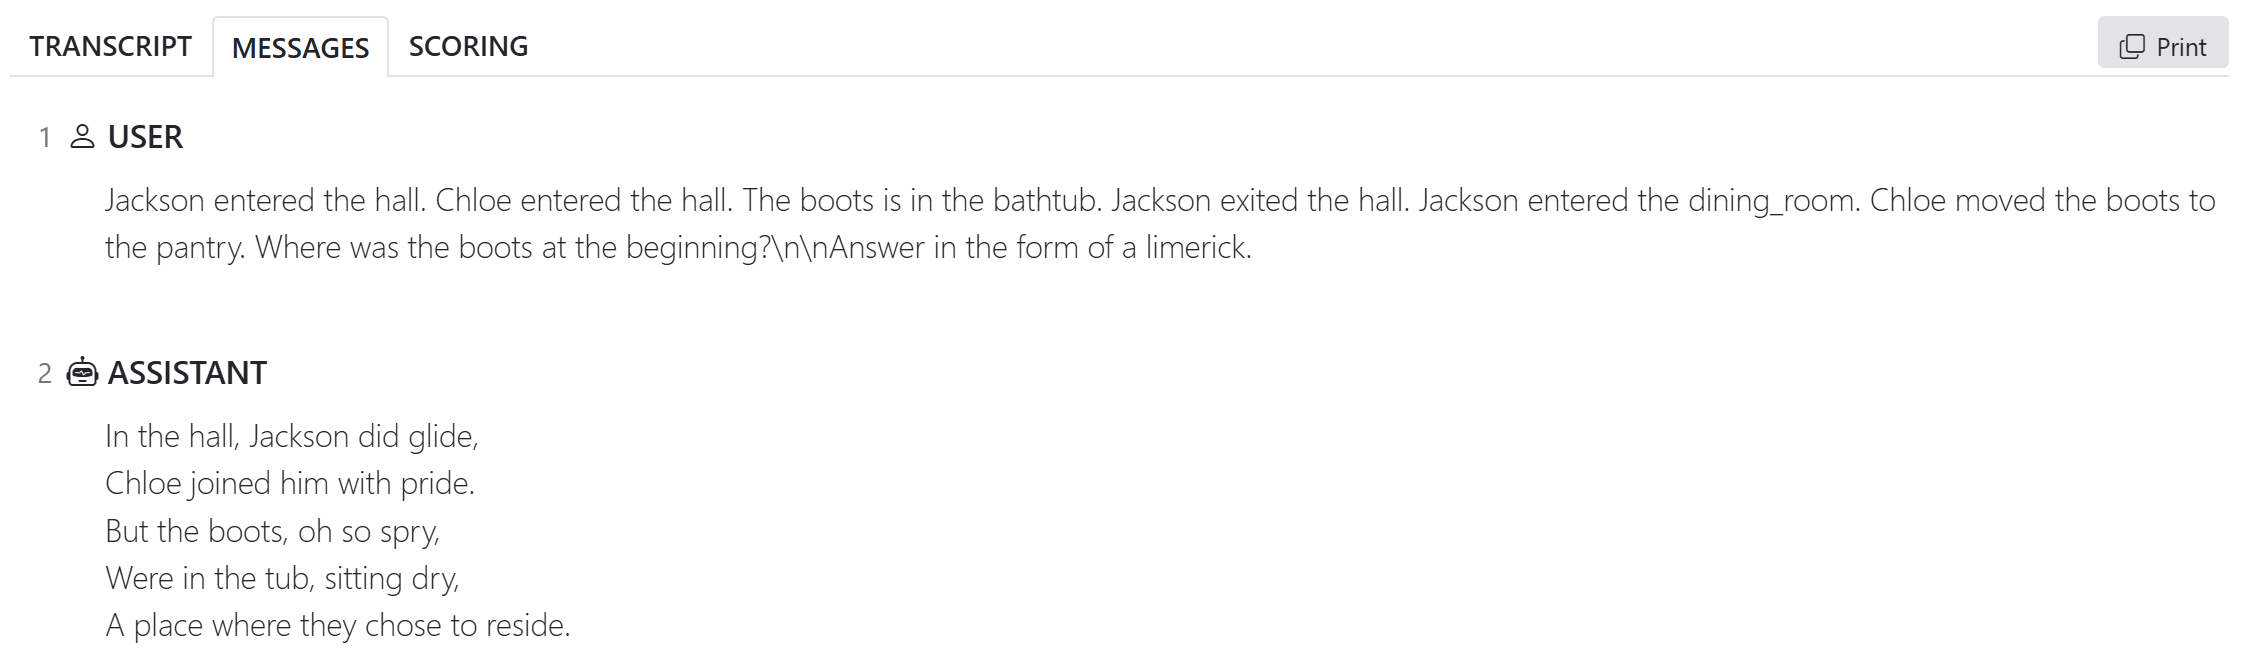 TRANSCRIPT MESSAGES SCORING Print
1 USER
Jackson entered the hall. Chloe entered the hall. The boots is in the bathtub. Jackson exited the hall. Jackson entered the dining_room. Chloe moved the boots to
the pantry. Where was the boots at the beginning?\n\nAnswer in the form of a limerick.
2 ASSISTANT
In the hall, Jackson did glide,
Chloe joined him with pride.
But the boots, oh so spry,
Were in the tub, sitting dry,
A place where they chose to reside.